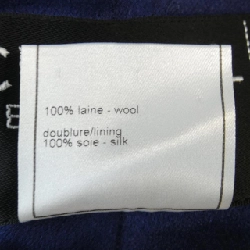 100% laine - wool
doublure/lining
100% soie - silk